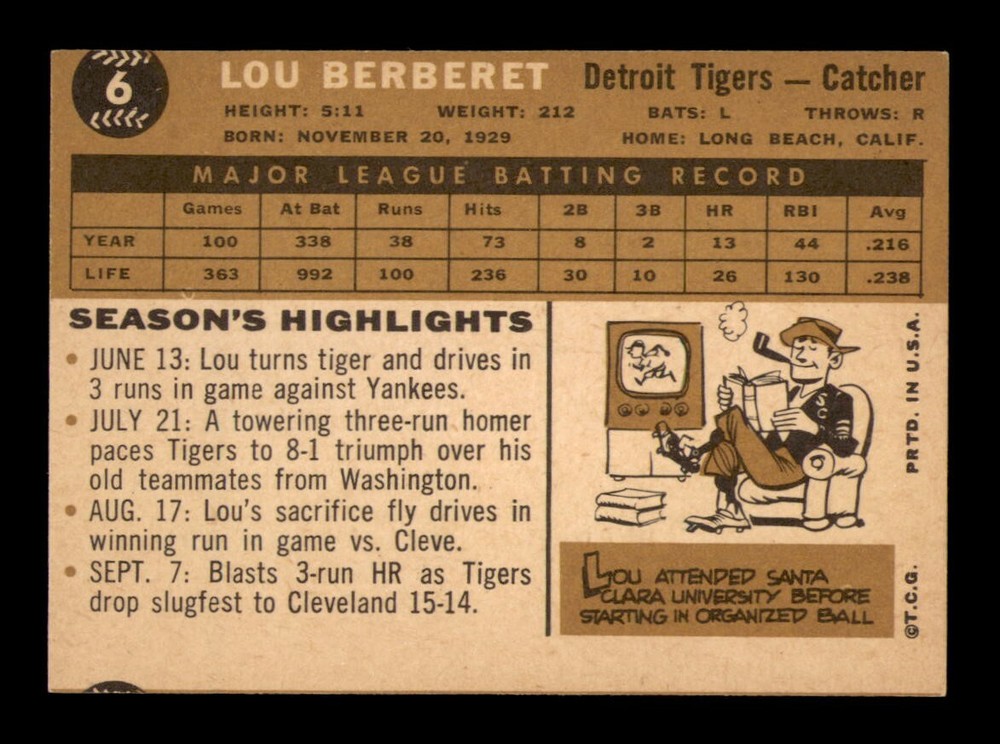 6
LOU BERBERET Detroit Tigers — Catcher
HEIGHT: 5:11 WEIGHT: 212 BATS: L THROWS: R
BORN: NOVEMBER 20, 1929 HOME: LONG BEACH, CALIF.
MAJOR LEAGUE BATTING RECORD
Games At Bat Runs Hits 2B 3B HR RBI Avg
YEAR 100 338 38 73 8 2 13 44 .216
LIFE 363 992 100 236 30 10 26 130 .238
SEASON'S HIGHLIGHTS
• JUNE 13: Lou turns tiger and drives in
3 runs in game against Yankees.
• JULY 21: A towering three-run homer
paces Tigers to 8-1 triumph over his
old teammates from Washington.
• AUG. 17: Lou's sacrifice fly drives in
winning run in game vs. Cleve.
• SEPT. 7: Blasts 3-run HR as Tigers
drop slugfest to Cleveland 15-14.
SC
LOU ATTENDED SANTA
CLARA UNIVERSITY BEFORE
STARTING IN ORGANIZED BALL
©T.C.G. PRTD. IN U.S.A.